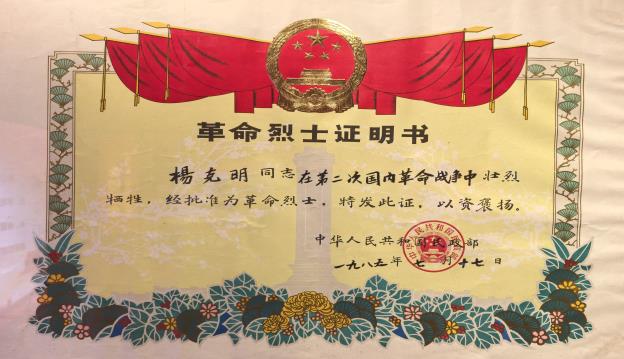 革命烈士证明书
楊克明同志在第二次国内革命战争中壮烈
牺牲，经批准为革命烈士。特发此证，以资褒扬。
中华人民共和国民政部
一九八五年七月十七日